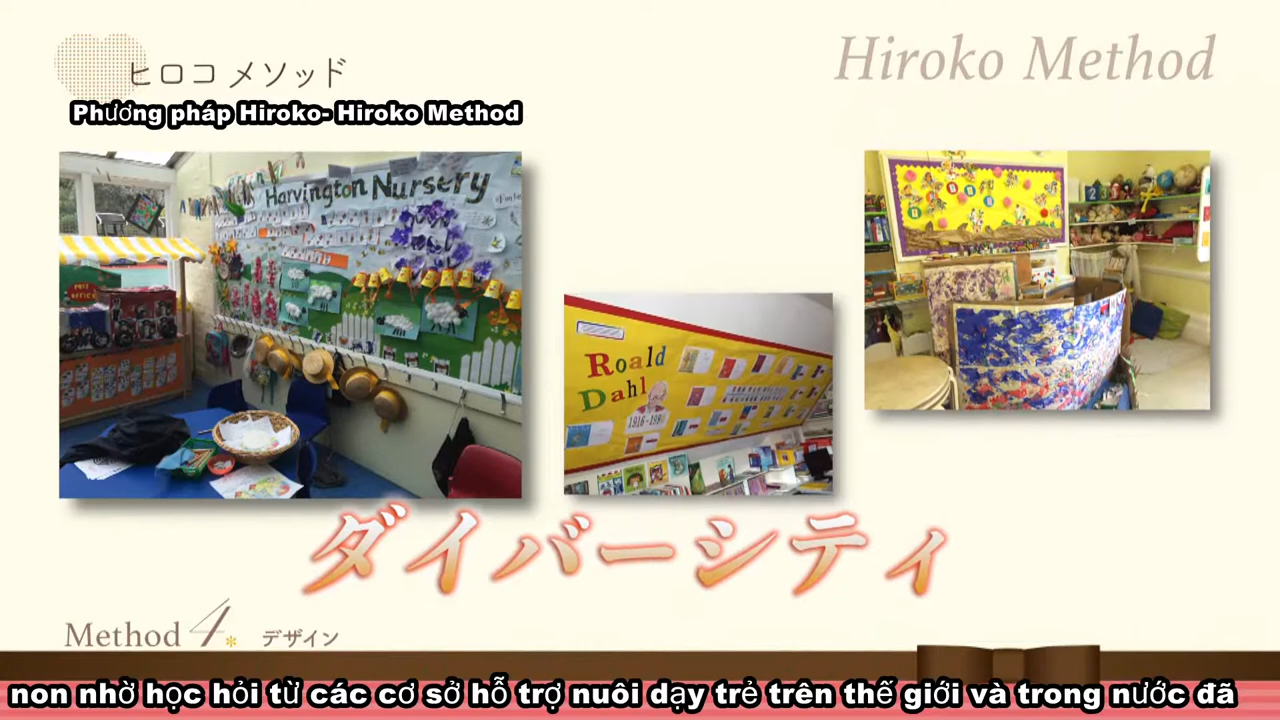 ヒロコ メソッド
Hiroko Method
Phương pháp Hiroko- Hiroko Method
Harvington Nursery
POST OFFICE
Roald
Dahl
ダイバーシティ
Method 4* デザイン
non nhờ học hỏi từ các cơ sở hỗ trợ nuôi dạy trẻ trên thế giới và trong nước đã